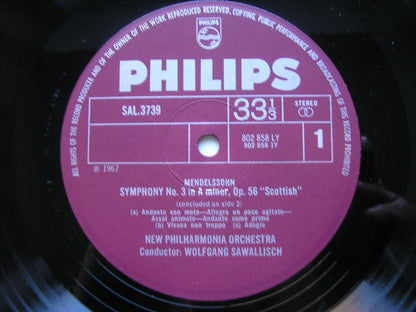 ALL RIGHTS OF THE RECORD PRODUCER AND OF THE OWNER OF THE WORK REPRODUCED RESERVED. COPYING, PUBLIC PERFORMANCE AND BROADCASTING OF THIS RECORD PROHIBITED
PHILIPS
PHILIPS
SAL.3739
33 1/3
STEREO
802 858 LY
802 858 1Y
1
℗ 1967
MENDELSSOHN
SYMPHONY No. 3 in A minor, Op. 56 "Scottish"
(concluded on side 2)
(a) Andante con moto—Allegro un poco agitato—
Assai animato—Andante come prima
(b) Vivace non troppo (c) Adagio
NEW PHILHARMONIA ORCHESTRA
Conductor: WOLFGANG SAWALLISCH